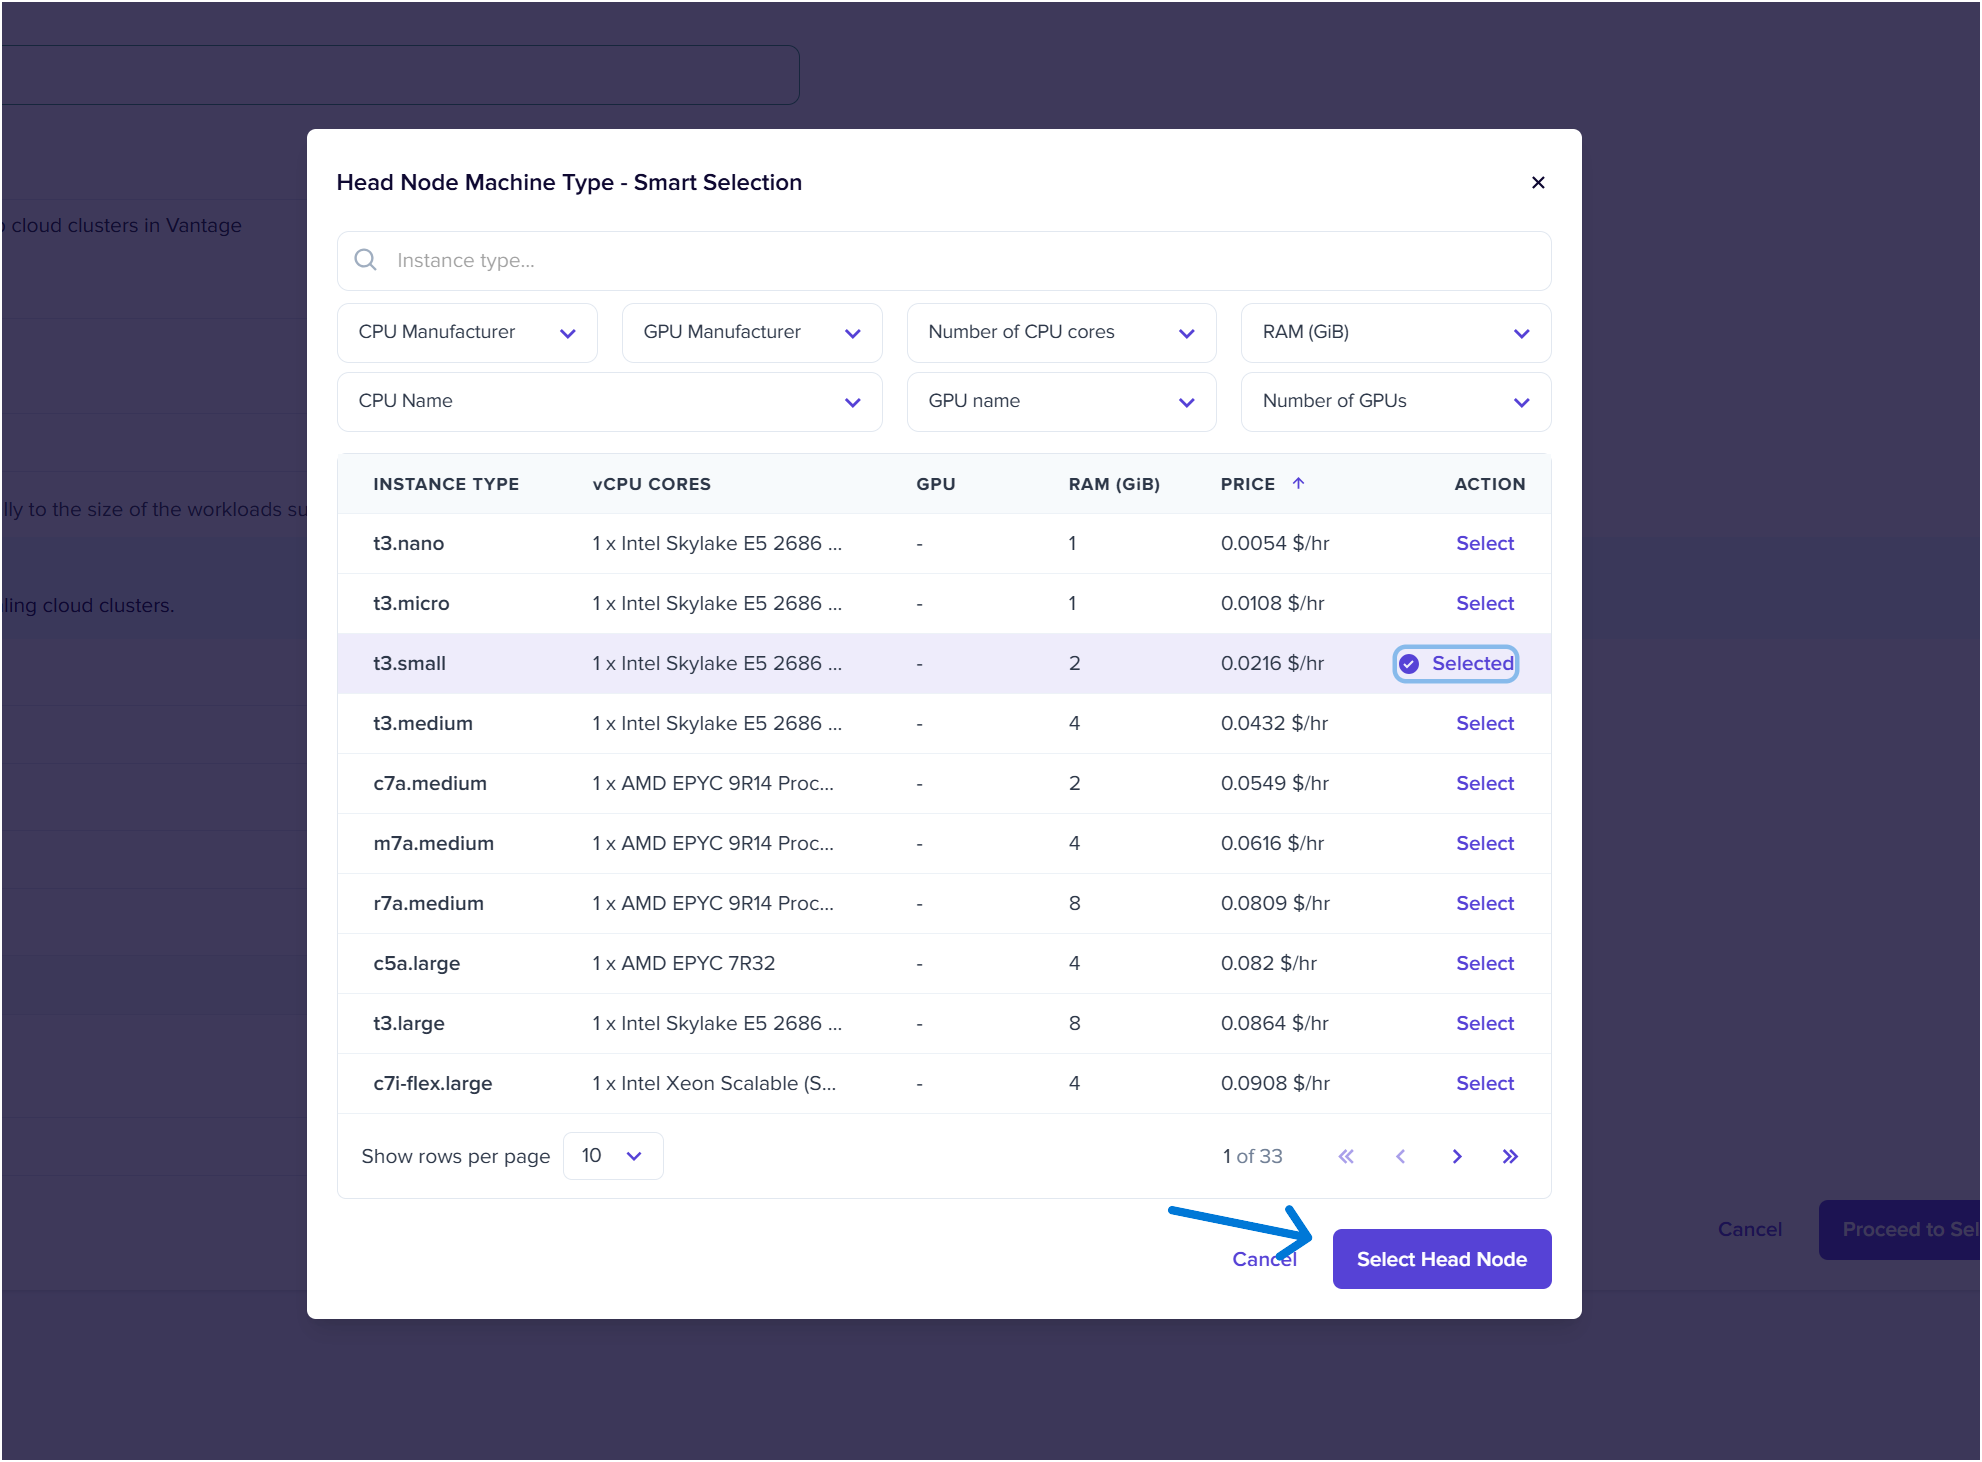 Head Node Machine Type - Smart Selection
cloud clusters in Vantage
Instance type...
CPU Manufacturer GPU Manufacturer Number of CPU cores RAM (GiB)
CPU Name GPU name Number of GPUs
INSTANCE TYPE vCPU CORES GPU RAM (GiB) PRICE ACTION
lly to the size of the workloads su
t3.nano 1 x Intel Skylake E5 2686 ... - 1 0.0054 $/hr Select
t3.micro 1 x Intel Skylake E5 2686 ... - 1 0.0108 $/hr Select
ling cloud clusters.
t3.small 1 x Intel Skylake E5 2686 ... - 2 0.0216 $/hr Selected
t3.medium 1 x Intel Skylake E5 2686 ... - 4 0.0432 $/hr Select
c7a.medium 1 x AMD EPYC 9R14 Proc... - 2 0.0549 $/hr Select
m7a.medium 1 x AMD EPYC 9R14 Proc... - 4 0.0616 $/hr Select
r7a.medium 1 x AMD EPYC 9R14 Proc... - 8 0.0809 $/hr Select
c5a.large 1 x AMD EPYC 7R32 - 4 0.082 $/hr Select
t3.large 1 x Intel Skylake E5 2686 ... - 8 0.0864 $/hr Select
c7i-flex.large 1 x Intel Xeon Scalable (S... - 4 0.0908 $/hr Select
Show rows per page 10 1 of 33
Cancel Proceed to Sel
Cancel Select Head Node